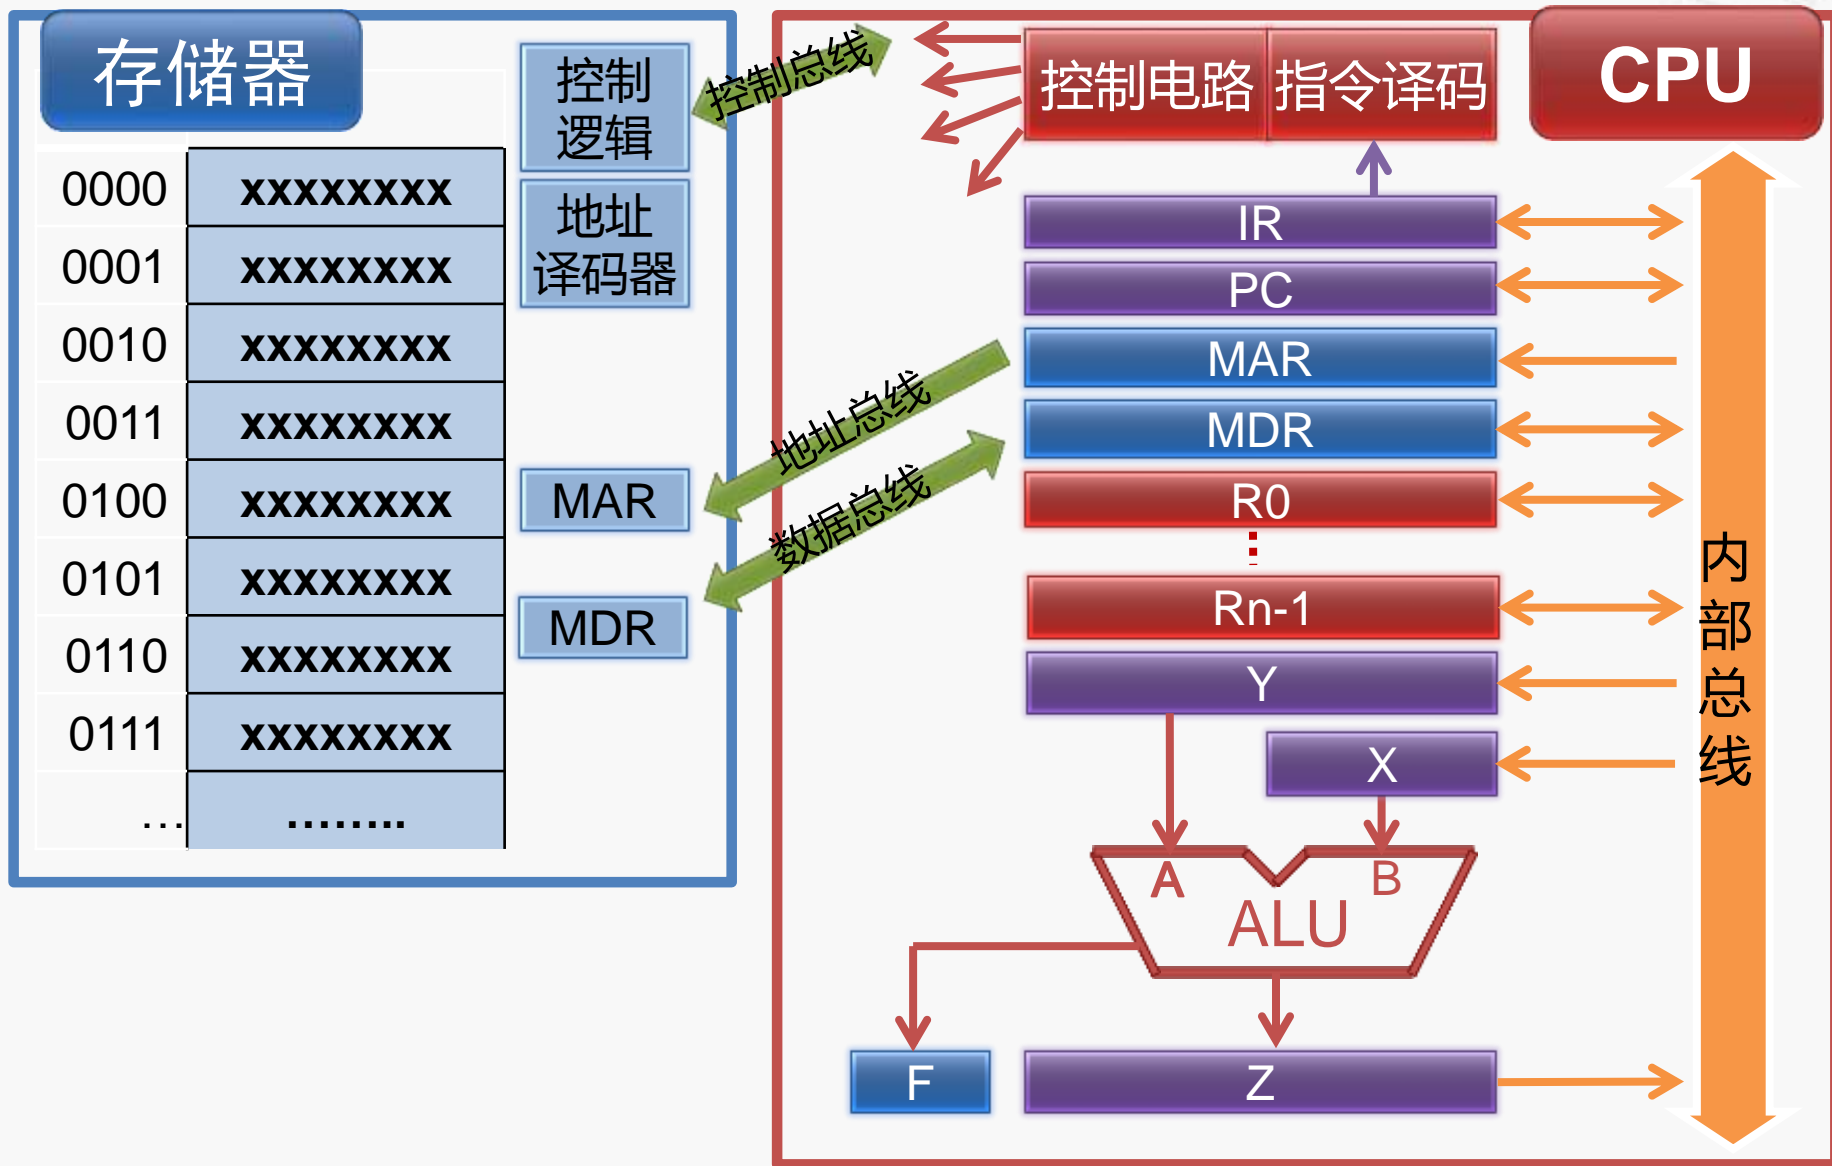 存储器
0000 xxxxxxxx
0001 xxxxxxxx
0010 xxxxxxxx
0011 xxxxxxxx
0100 xxxxxxxx
0101 xxxxxxxx
0110 xxxxxxxx
0111 xxxxxxxx
… ……..
控制
逻辑
地址
译码器
MAR
MDR
控制总线
地址总线
数据总线
CPU
控制电路 指令译码
IR
PC
MAR
MDR
R0
Rn-1
Y
X
A B
ALU
F
Z
内
部
总
线